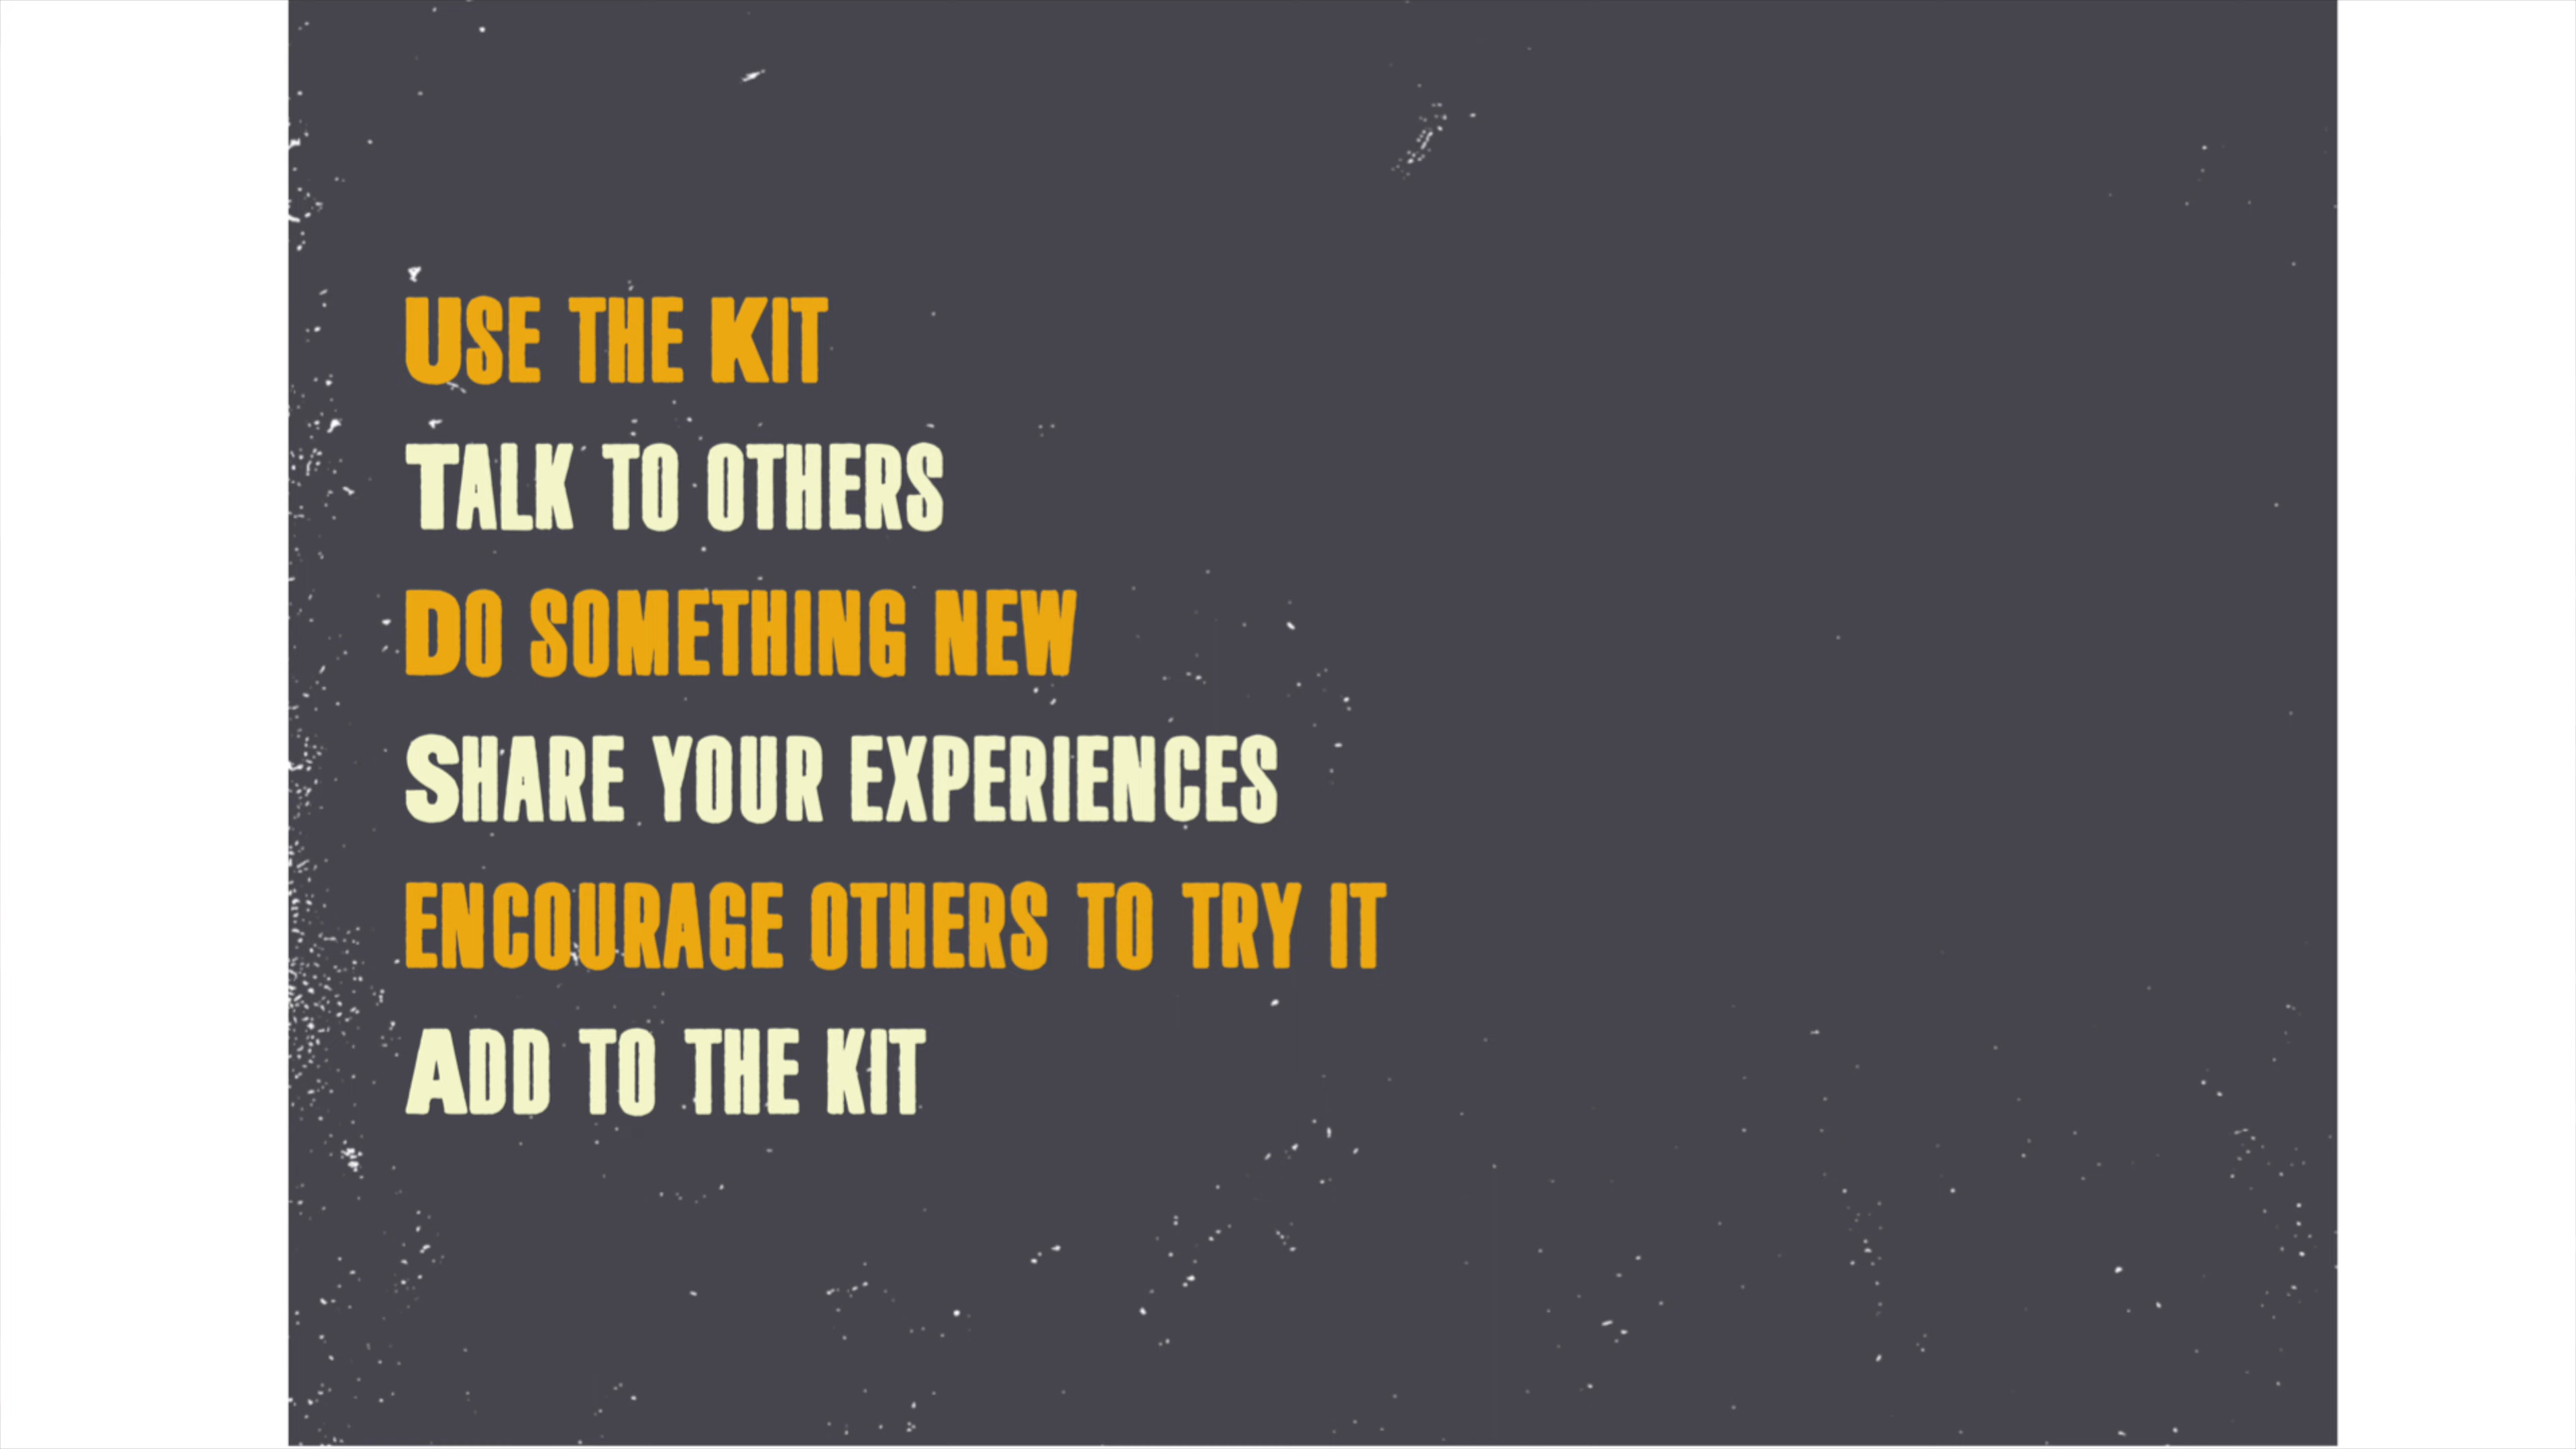 Use the Kit
Talk to others
Do something new
Share your experiences
encourage others to try it
Add to the kit